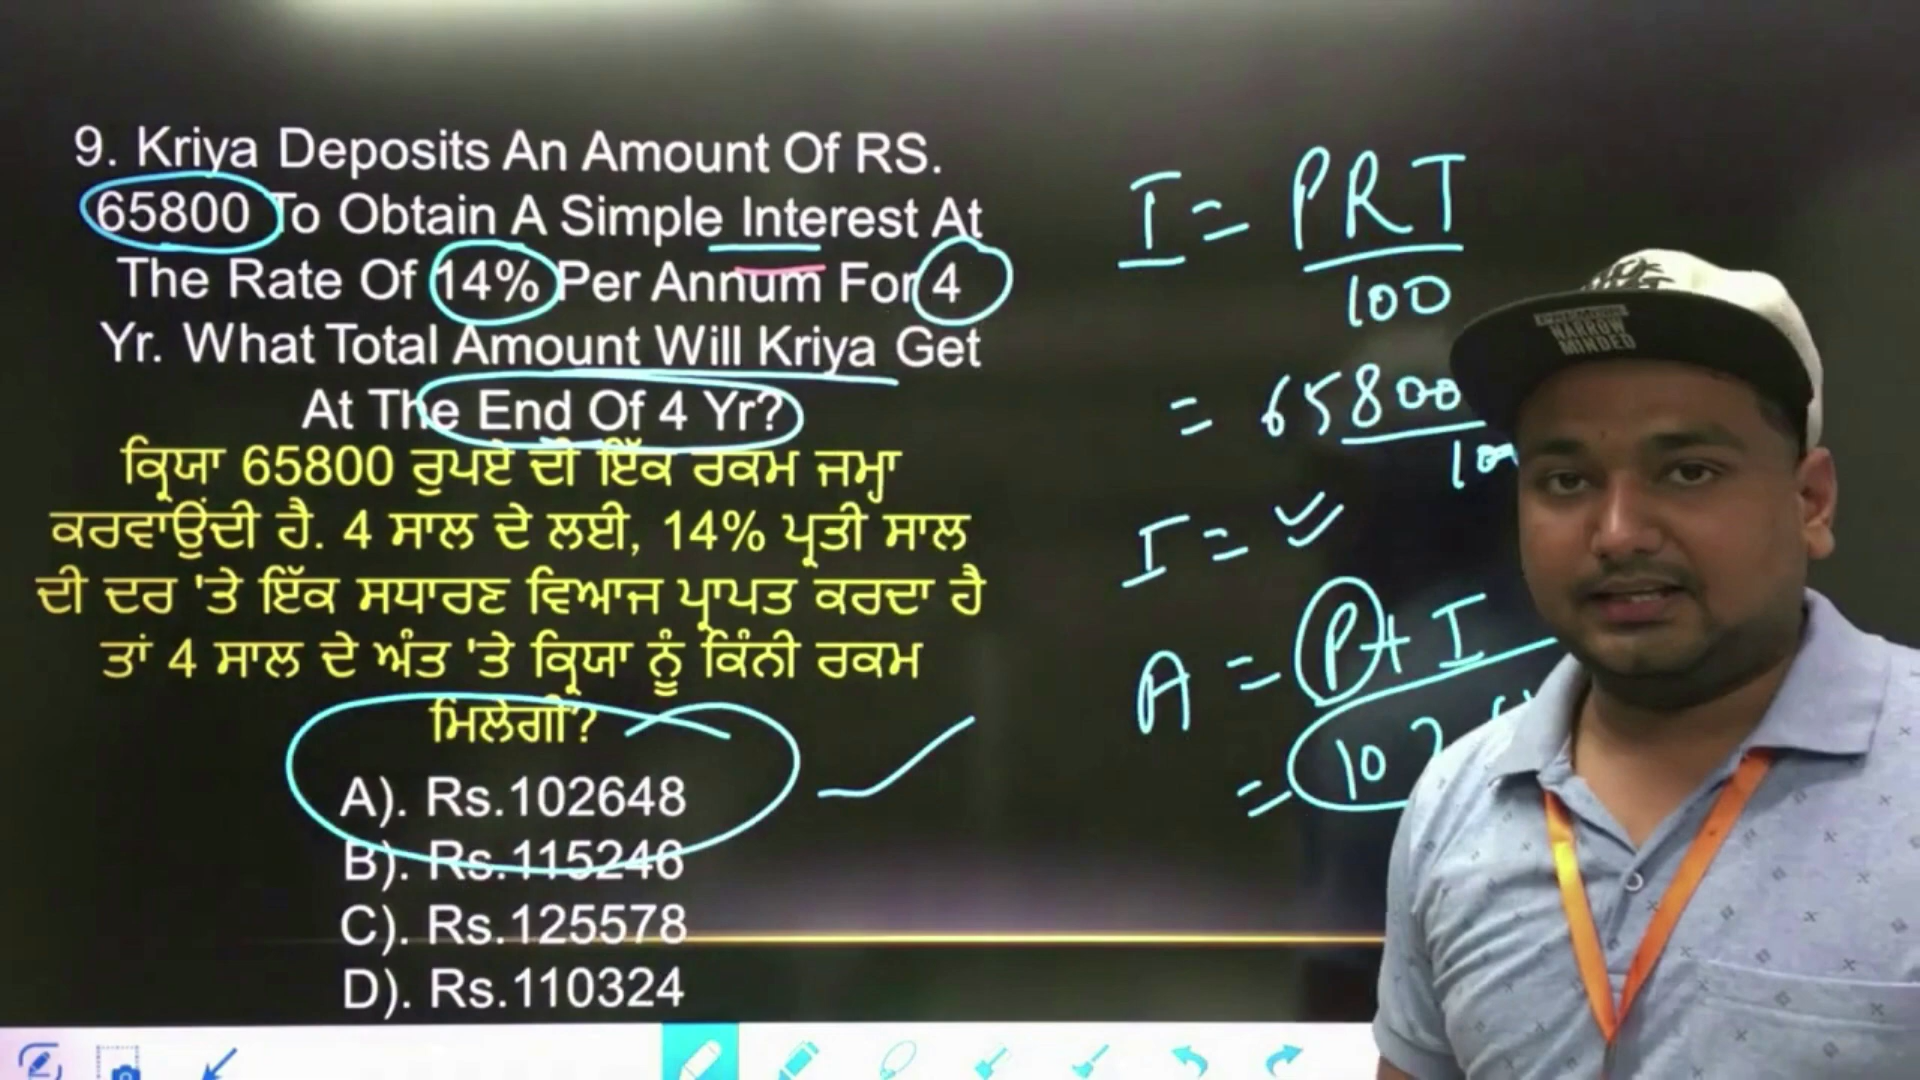 9. Kriya Deposits An Amount Of RS.
65800 To Obtain A Simple Interest At
The Rate Of 14% Per Annum For 4
Yr. What Total Amount Will Kriya Get
At The End Of 4 Yr?
ਕ੍ਰਿਯਾ 65800 ਰੁਪਏ ਦੀ ਇੱਕ ਰਕਮ ਜਮ੍ਹਾ
ਕਰਵਾਉਂਦੀ ਹੈ. 4 ਸਾਲ ਦੇ ਲਈ, 14% ਪ੍ਰਤੀ ਸਾਲ
ਦੀ ਦਰ 'ਤੇ ਇੱਕ ਸਧਾਰਣ ਵਿਆਜ ਪ੍ਰਾਪਤ ਕਰਦਾ ਹੈ
ਤਾਂ 4 ਸਾਲ ਦੇ ਅੰਤ 'ਤੇ ਕ੍ਰਿਯਾ ਨੂੰ ਕਿੰਨੀ ਰਕਮ
ਮਿਲੇਗੀ?
A). Rs.102648
B). Rs.115246
C). Rs.125578
D). Rs.110324
I = PRT
100
= 65800
I =
A = P+I
= 102
NARROW
MINDED